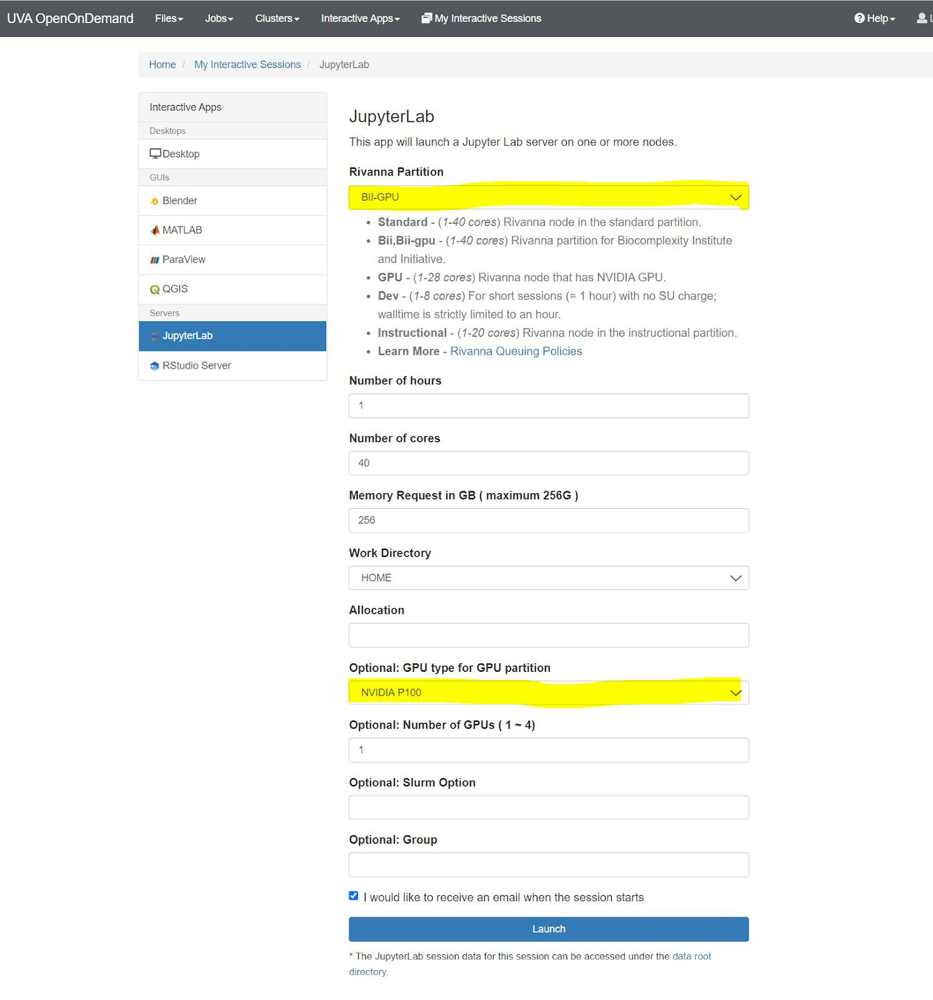 UVA OpenOnDemand Files Jobs Clusters Interactive Apps My Interactive Sessions Help
Home / My Interactive Sessions / JupyterLab
Interactive Apps
Desktops
Desktop
GUIs
Blender
MATLAB
ParaView
QGIS
Servers
JupyterLab
RStudio Server
JupyterLab
This app will launch a Jupyter Lab server on one or more nodes.
Rivanna Partition
BII-GPU
• Standard - (1-40 cores) Rivanna node in the standard partition.
• Bii,Bii-gpu - (1-40 cores) Rivanna partition for Biocomplexity Institute
and Initiative.
• GPU - (1-28 cores) Rivanna node that has NVIDIA GPU.
• Dev - (1-8 cores) For short sessions (= 1 hour) with no SU charge;
walltime is strictly limited to an hour.
• Instructional - (1-20 cores) Rivanna node in the instructional partition.
• Learn More - Rivanna Queuing Policies
Number of hours
1
Number of cores
40
Memory Request in GB ( maximum 256G )
256
Work Directory
HOME
Allocation
Optional: GPU type for GPU partition
NVIDIA P100
Optional: Number of GPUs ( 1 ~ 4)
1
Optional: Slurm Option
Optional: Group
I would like to receive an email when the session starts
Launch
* The JupyterLab session data for this session can be accessed under the data root
directory.